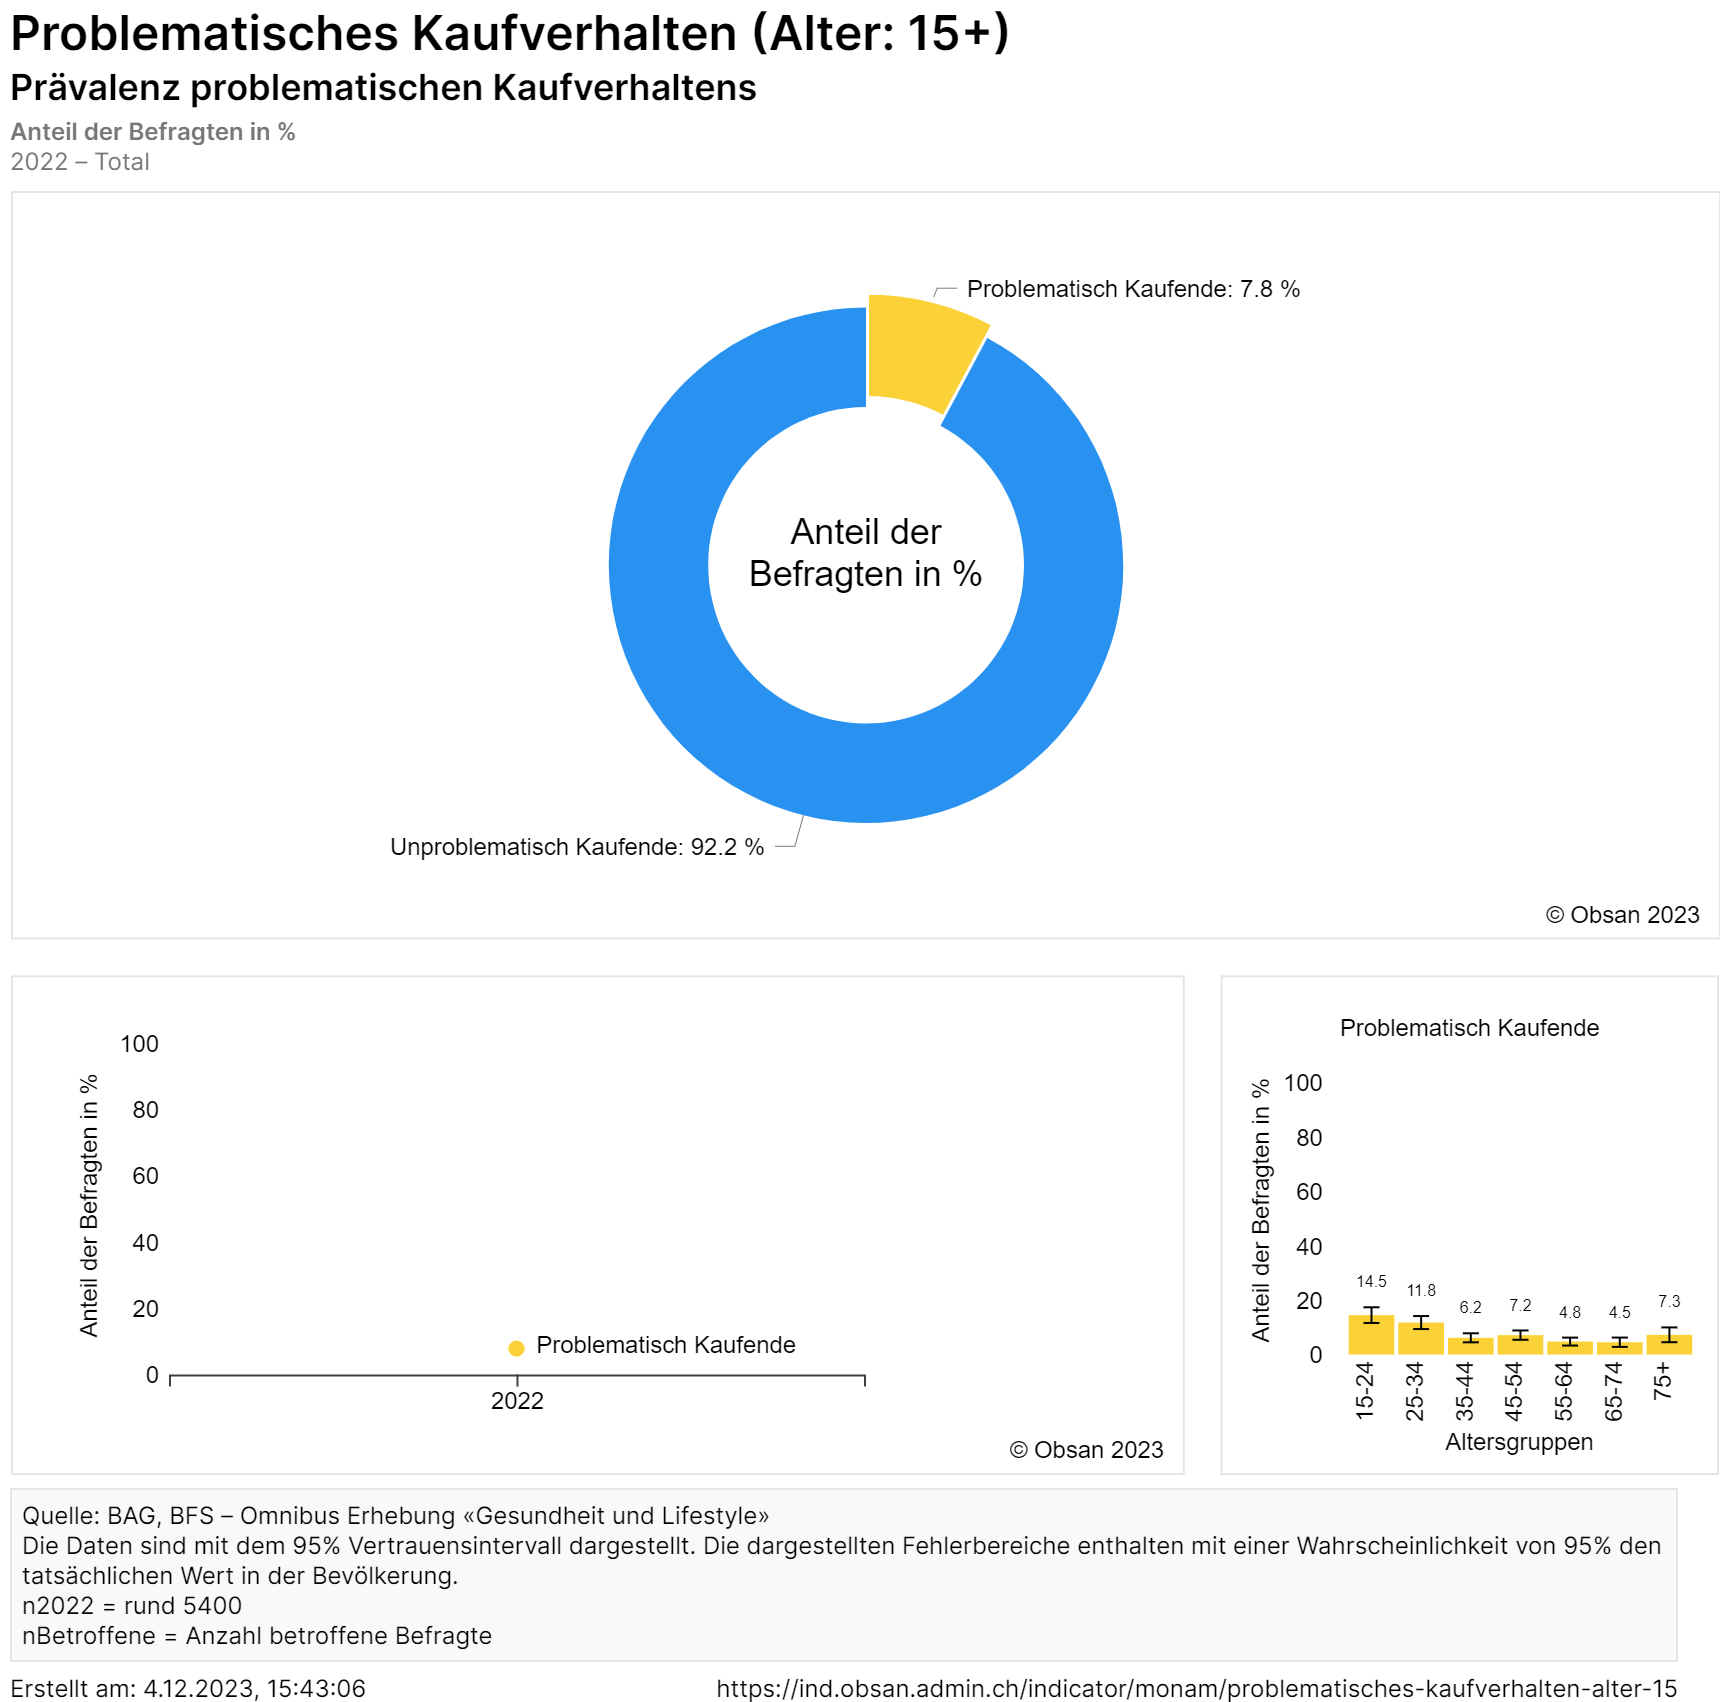 Problematisches Kaufverhalten (Alter: 15+)
Prävalenz problematischen Kaufverhaltens
Anteil der Befragten in %
2022 – Total
Problematisch Kaufende: 7.8 %
Anteil der
Befragten in %
Unproblematisch Kaufende: 92.2 %
© Obsan 2023
Anteil der Befragten in %
100
80
60
40
20
0
Problematisch Kaufende
2022
© Obsan 2023
Problematisch Kaufende
Anteil der Befragten in %
100
80
60
40
20
0
14.5
11.8
6.2
7.2
4.8
4.5
7.3
15-24
25-34
35-44
45-54
55-64
65-74
75+
Altersgruppen
Quelle: BAG, BFS – Omnibus Erhebung «Gesundheit und Lifestyle»
Die Daten sind mit dem 95% Vertrauensintervall dargestellt. Die dargestellten Fehlerbereiche enthalten mit einer Wahrscheinlichkeit von 95% den
tatsächlichen Wert in der Bevölkerung.
n2022 = rund 5400
nBetroffene = Anzahl betroffene Befragte
Erstellt am: 4.12.2023, 15:43:06
https://ind.obsan.admin.ch/indicator/monam/problematisches-kaufverhalten-alter-15